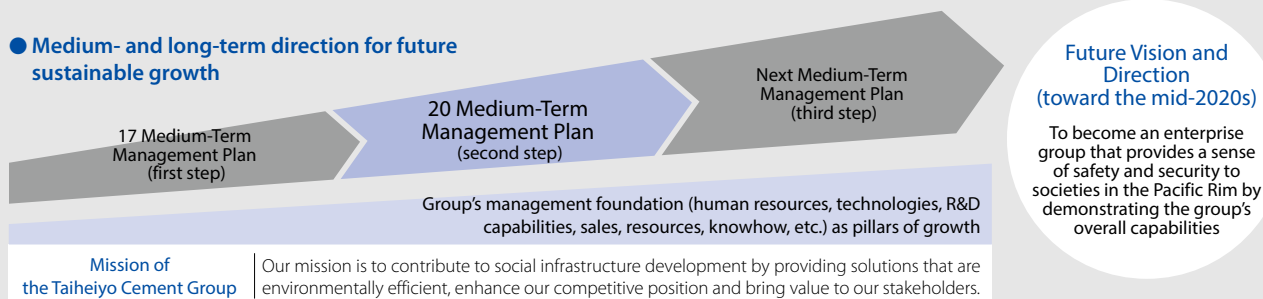 ● Medium- and long-term direction for future
sustainable growth
17 Medium-Term
Management Plan
(first step)
20 Medium-Term
Management Plan
(second step)
Next Medium-Term
Management Plan
(third step)
Future Vision and
Direction
(toward the mid-2020s)
To become an enterprise
group that provides a sense
of safety and security to
societies in the Pacific Rim by
demonstrating the group's
overall capabilities
Group's management foundation (human resources, technologies, R&D
capabilities, sales, resources, knowhow, etc.) as pillars of growth
Mission of
the Taiheiyo Cement Group
Our mission is to contribute to social infrastructure development by providing solutions that are
environmentally efficient, enhance our competitive position and bring value to our stakeholders.